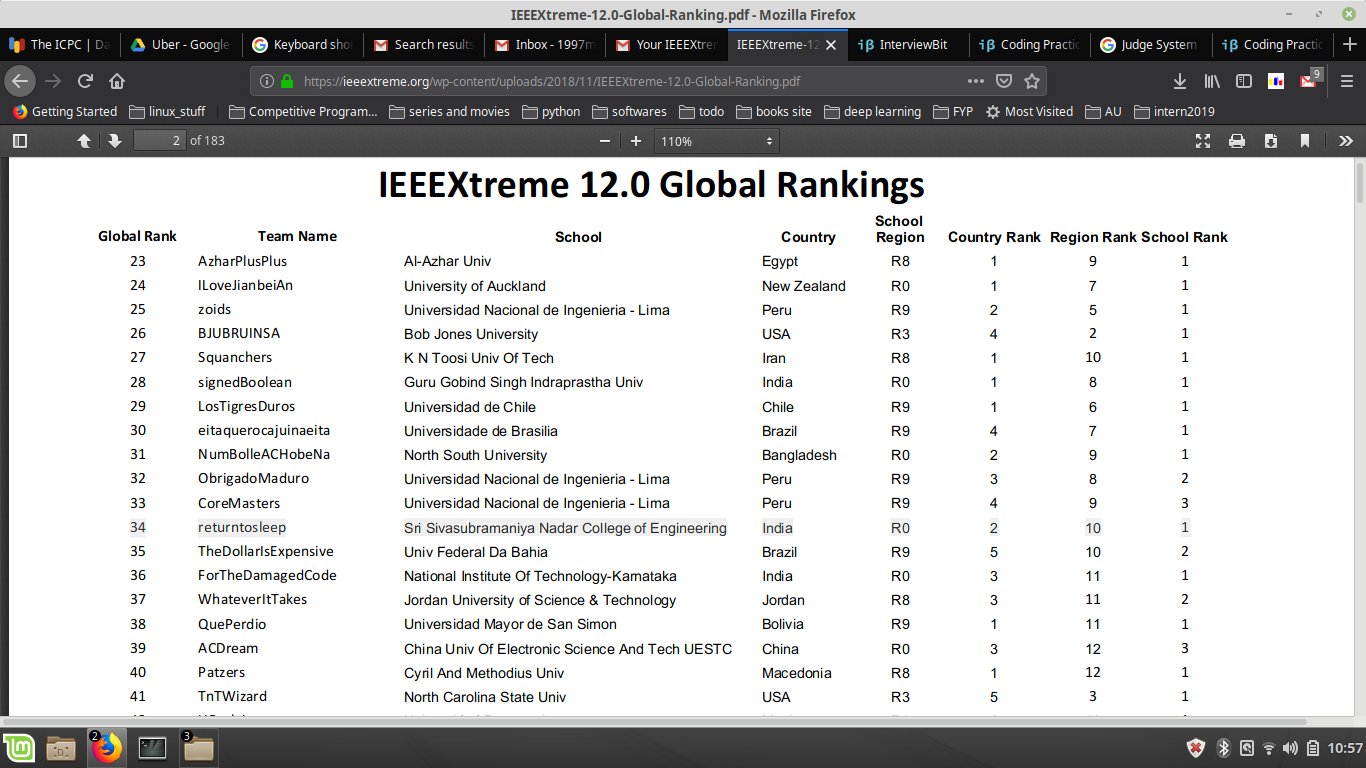 IEEEXtreme-12.0-Global-Ranking.pdf - Mozilla Firefox
The ICPC | Da Uber - Google Keyboard sho Search results Inbox - 1997m Your IEEEXtrem IEEEXtreme-12 InterviewBit Coding Practic Judge System Coding Practic
https://ieeextreme.org/wp-content/uploads/2018/11/IEEEXtreme-12.0-Global-Ranking.pdf 9
Getting Started linux_stuff Competitive Program... series and movies python softwares todo books site deep learning FYP Most Visited AU intern2019
2 of 183 110%
IEEEXtreme 12.0 Global Rankings
Global Rank Team Name School Country School Region Country Rank Region Rank School Rank
23 AzharPlusPlus Al-Azhar Univ Egypt R8 1 9 1
24 ILoveJianbeiAn University of Auckland New Zealand R0 1 7 1
25 zoids Universidad Nacional de Ingenieria - Lima Peru R9 2 5 1
26 BJUBRUINSA Bob Jones University USA R3 4 2 1
27 Squanchers K N Toosi Univ Of Tech Iran R8 1 10 1
28 signedBoolean Guru Gobind Singh Indraprastha Univ India R0 1 8 1
29 LosTigresDuros Universidad de Chile Chile R9 1 6 1
30 eitaquerocajuinaeita Universidade de Brasilia Brazil R9 4 7 1
31 NumBolleACHobeNa North South University Bangladesh R0 2 9 1
32 ObrigadoMaduro Universidad Nacional de Ingenieria - Lima Peru R9 3 8 2
33 CoreMasters Universidad Nacional de Ingenieria - Lima Peru R9 4 9 3
34 returntosleep Sri Sivasubramaniya Nadar College of Engineering India R0 2 10 1
35 TheDollarIsExpensive Univ Federal Da Bahia Brazil R9 5 10 2
36 ForTheDamagedCode National Institute Of Technology-Karnataka India R0 3 11 1
37 WhateverItTakes Jordan University of Science & Technology Jordan R8 3 11 2
38 QuePerdio Universidad Mayor de San Simon Bolivia R9 1 11 1
39 ACDream China Univ Of Electronic Science And Tech UESTC China R0 3 12 3
40 Patzers Cyril And Methodius Univ Macedonia R8 1 12 1
41 TnTWizard North Carolina State Univ USA R3 5 3 1
2 3 10:57